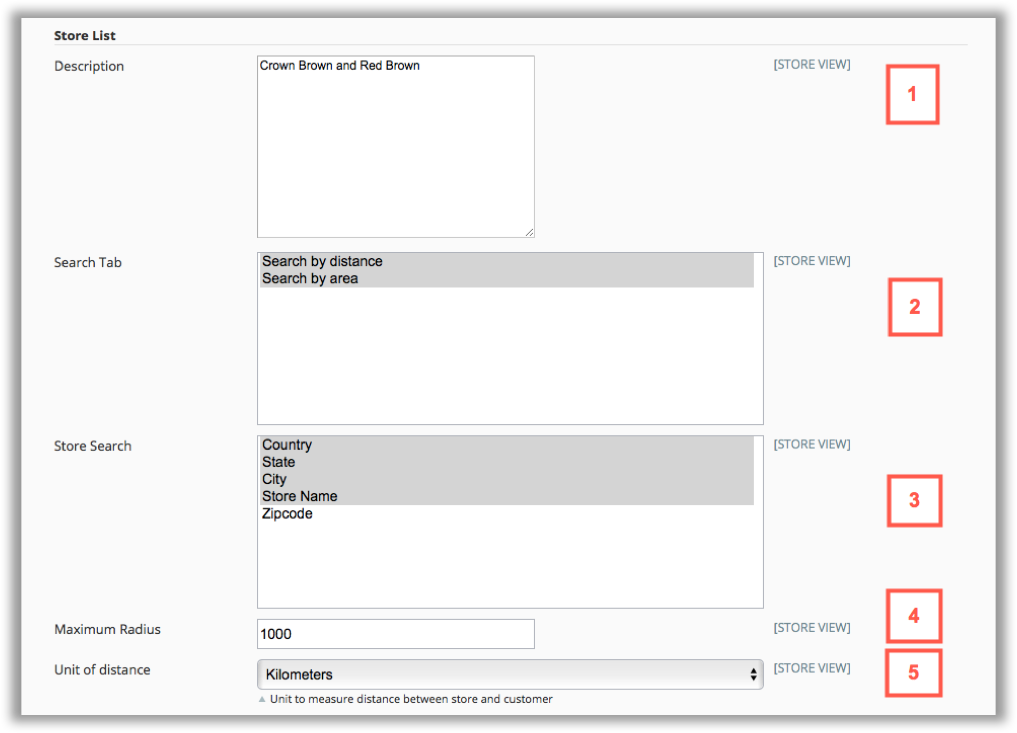 Store List
Description
Crown Brown and Red Brown
[STORE VIEW]
1
Search Tab
Search by distance
Search by area
[STORE VIEW]
2
Store Search
Country
State
City
Store Name
Zipcode
[STORE VIEW]
3
Maximum Radius
1000
[STORE VIEW]
4
Unit of distance
Kilometers
[STORE VIEW]
5
Unit to measure distance between store and customer